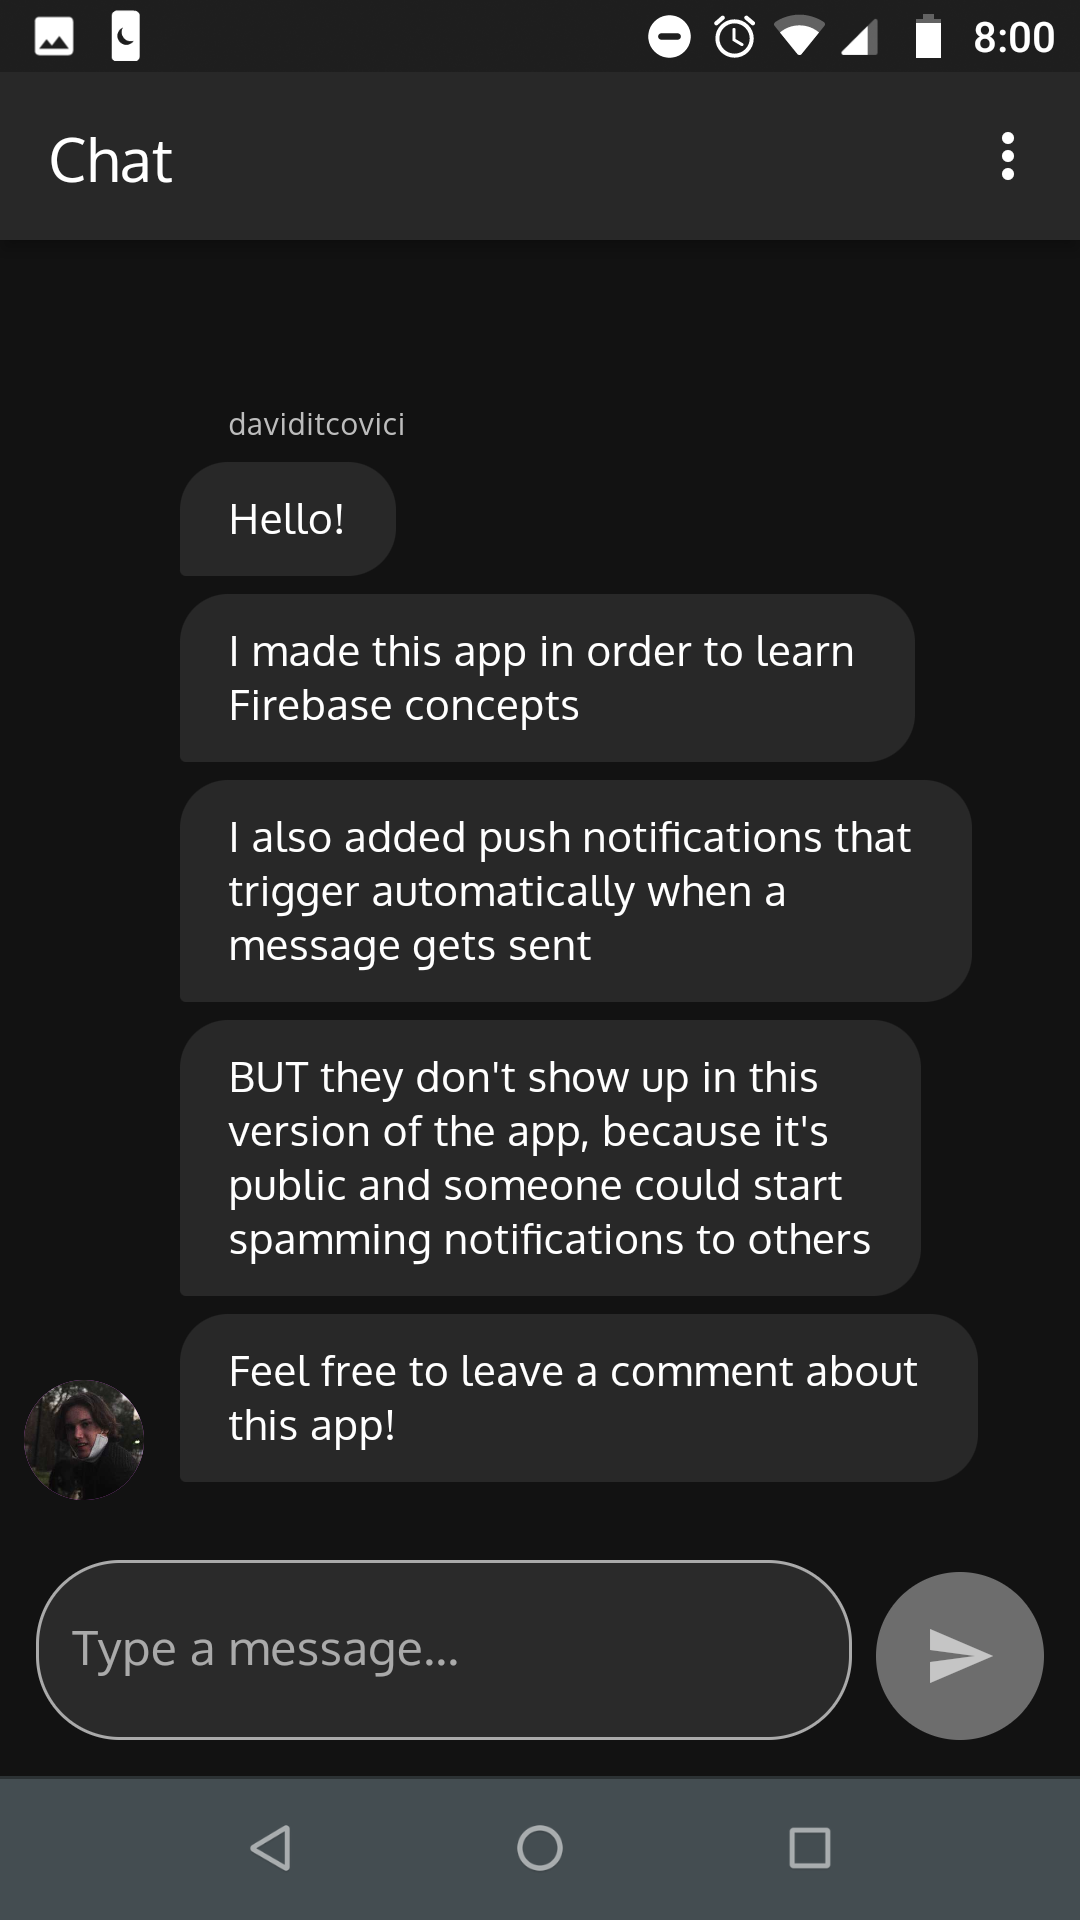 8:00
Chat
daviditcovici
Hello!
I made this app in order to learn
Firebase concepts
I also added push notifications that
trigger automatically when a
message gets sent
BUT they don't show up in this
version of the app, because it's
public and someone could start
spamming notifications to others
Feel free to leave a comment about
this app!
Type a message...